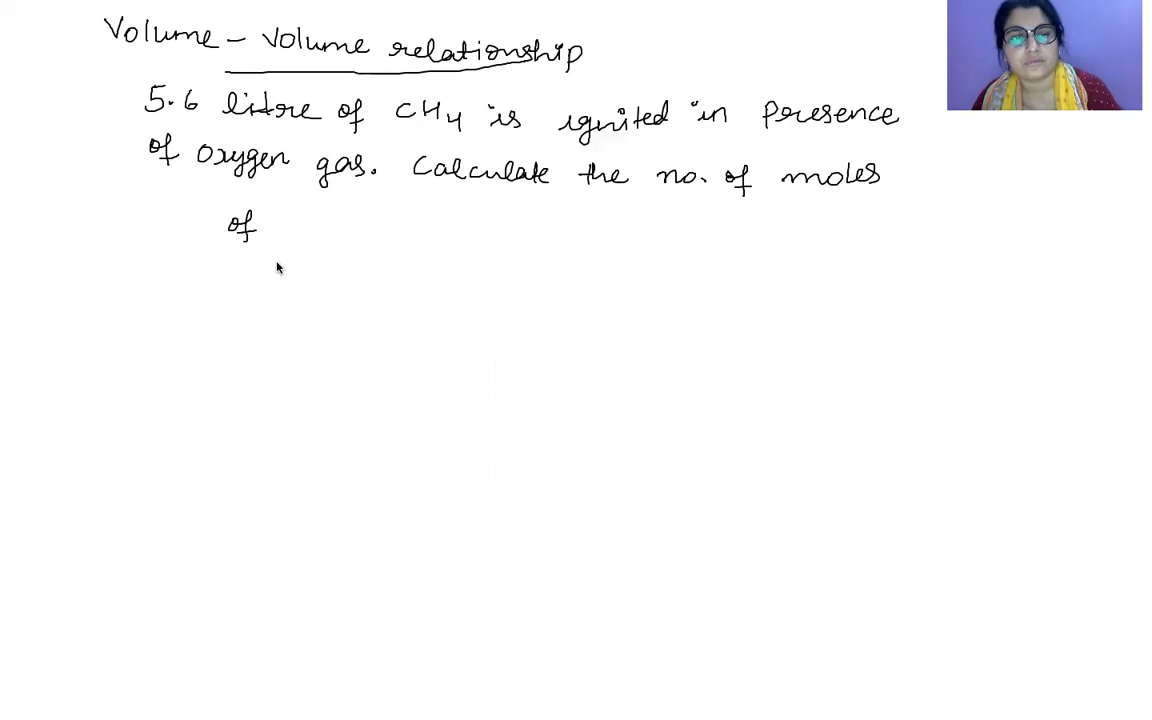 Volume - Volume relationship
5.6 litre of CH4 is ignited in presence
of oxygen gas. Calculate the no. of moles
of